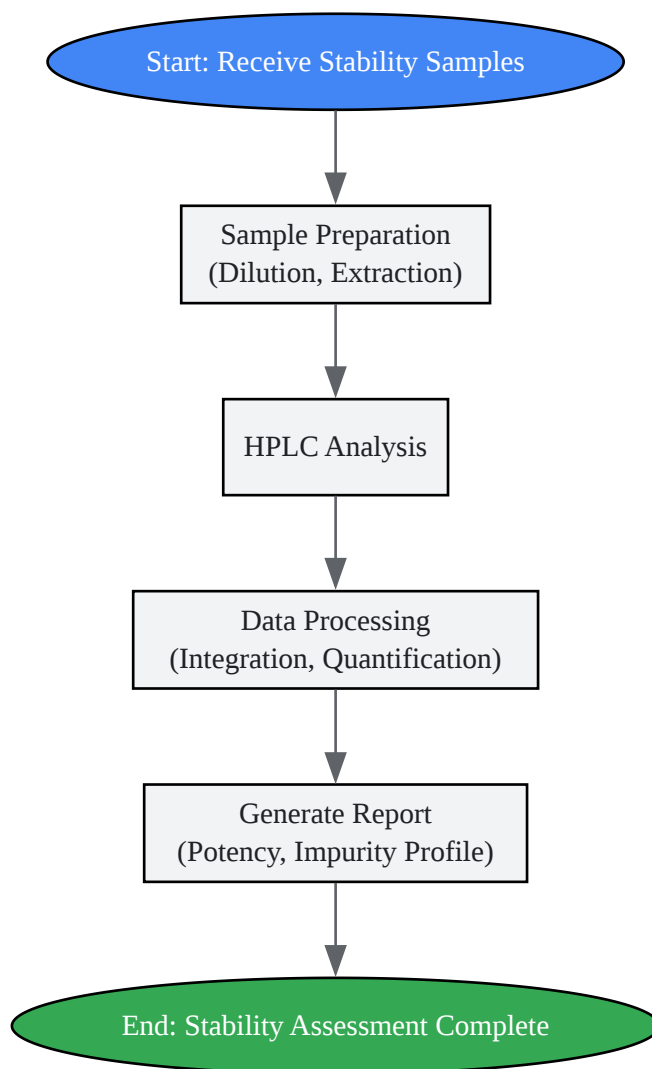 Start: Receive Stability Samples
Sample Preparation
(Dilution, Extraction)
HPLC Analysis
Data Processing
(Integration, Quantification)
Generate Report
(Potency, Impurity Profile)
End: Stability Assessment Complete